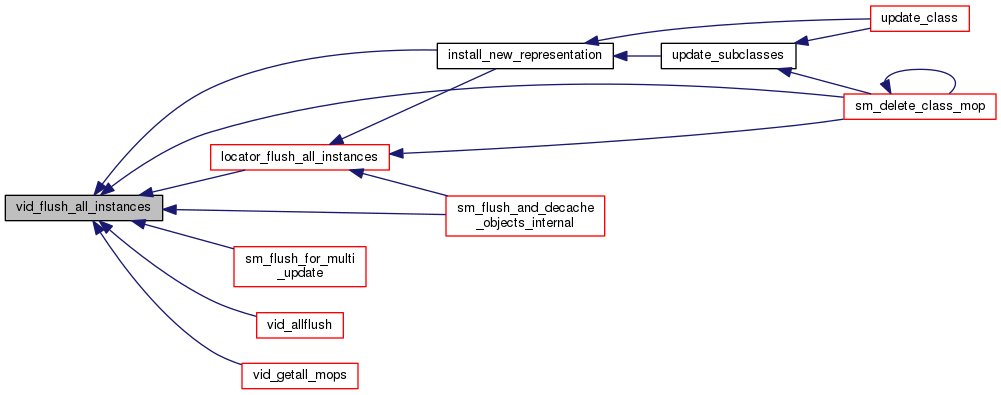 update_class
install_new_representation
update_subclasses
sm_delete_class_mop
locator_flush_all_instances
vid_flush_all_instances
sm_flush_and_decache
_objects_internal
sm_flush_for_multi
_update
vid_allflush
vid_getall_mops